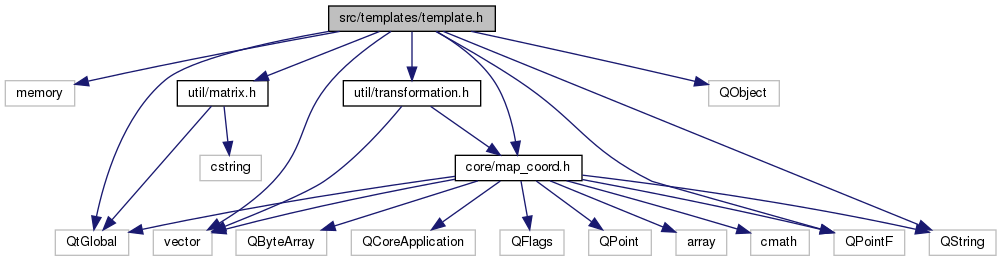 src/templates/template.h
memory
util/matrix.h
util/transformation.h
QObject
cstring
core/map_coord.h
QtGlobal
vector
QByteArray
QCoreApplication
QFlags
QPoint
array
cmath
QPointF
QString